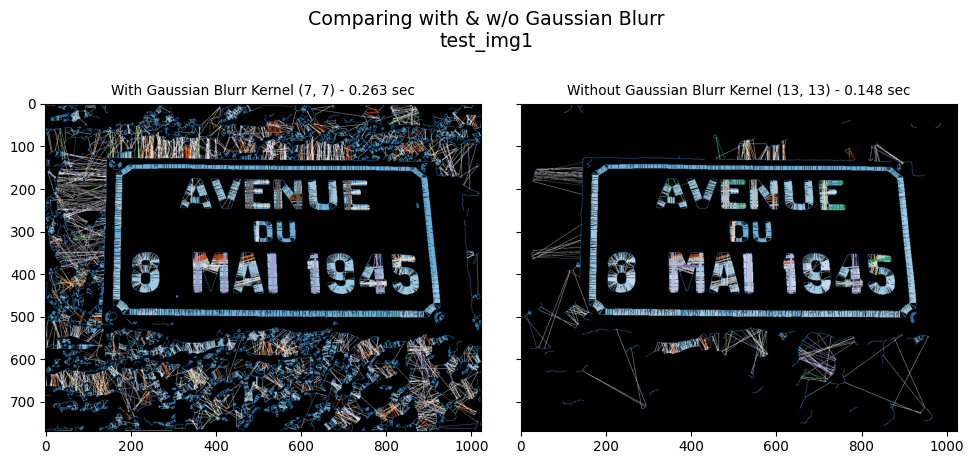 Comparing with & w/o Gaussian Blurr
test_img1
With Gaussian Blurr Kernel (7, 7) - 0.263 sec
Without Gaussian Blurr Kernel (13, 13) - 0.148 sec
0
100
200
300
400
500
600
700
AVENUE
DU
8 MAI 1945
0
200
400
600
800
1000
AVENUE
DU
8 MAI 1945
0
200
400
600
800
1000